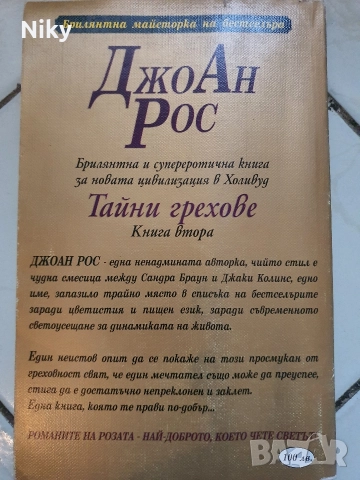 Niky
Брилянтна майсторка на бестселъра
ДжоАн
Рос
Брилянтна и суперeротична книга
за новата цивилизация в Холивуд
Тайни грехове
Книга втора
ДЖОАН РОС - една ненадмината авторка, чийто стил е
чудна смесица между Сандра Браун и Джаки Колинс, едно
име, запазило трайно място в списъка на бестселърите
заради цветистия и пищен език, заради съвременното
светоусещане за динамиката на живота.
Един неистов опит да се покаже на този просмукан от
греховност свят, че един мечтател също може да преуспее,
стига да е достатъчно непреклонен и заклет.
Една книга, която те прави по-добър...
РОМАНИТЕ НА РОЗАТА - НАЙ-ДОБРОТО, КОЕТО ЧЕТЕ СВЕТЪТ
100 лв.
bazar